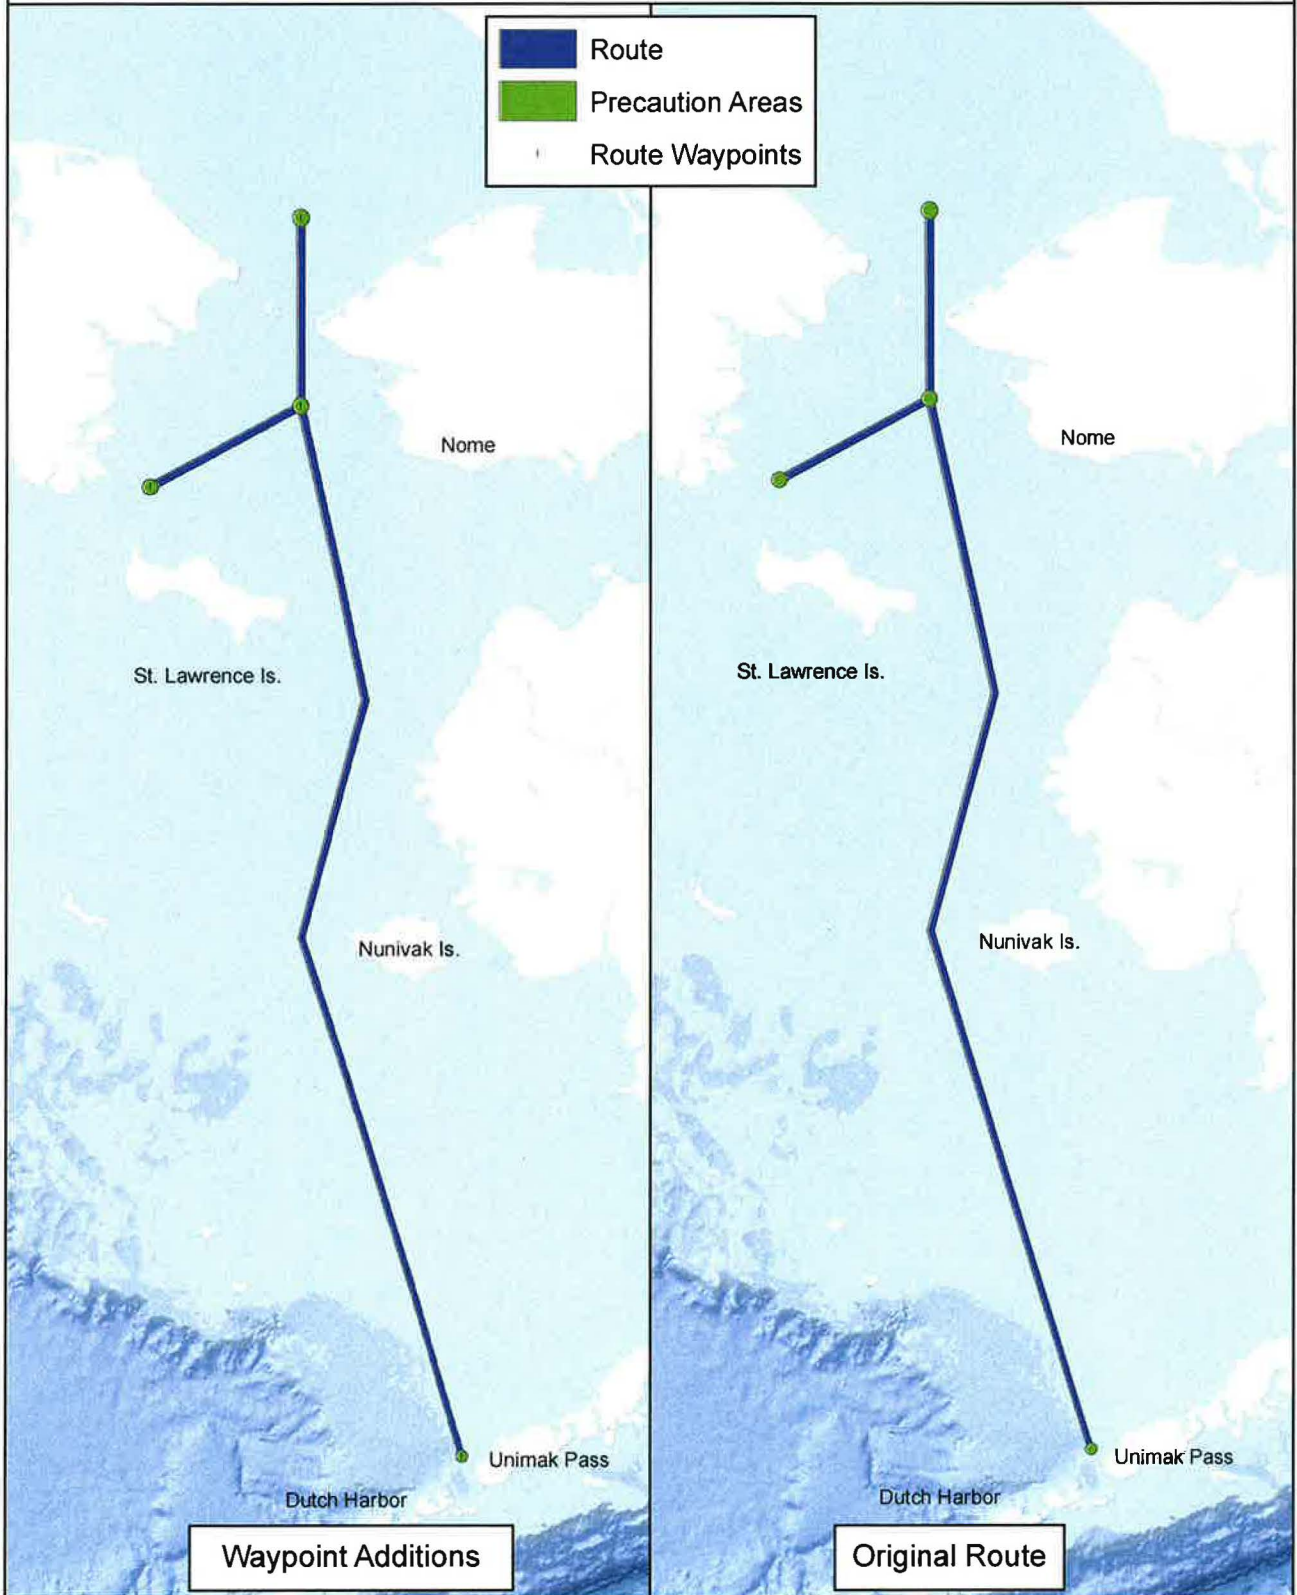 Route
Precaution Areas
Route Waypoints
Nome
St. Lawrence Is.
Nunivak Is.
Unimak Pass
Dutch Harbor
Waypoint Additions
Nome
St. Lawrence Is.
Nunivak Is.
Unimak Pass
Dutch Harbor
Original Route